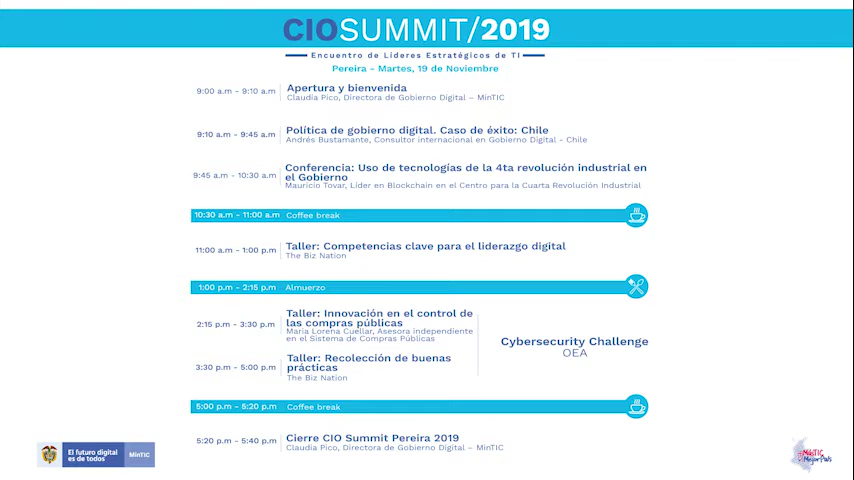 CIOSUMMIT/2019
Encuentro de Líderes Estratégicos de TI
Pereira - Martes, 19 de Noviembre
9:00 a.m - 9:10 a.m
Apertura y bienvenida
Claudia Pico, Directora de Gobierno Digital – MinTIC
9:10 a.m - 9:45 a.m
Política de gobierno digital. Caso de éxito: Chile
Andrés Bustamante, Consultor internacional en Gobierno Digital - Chile
9:45 a.m - 10:30 a.m
Conferencia: Uso de tecnologías de la 4ta revolución industrial en
el Gobierno
Mauricio Tovar, Líder en Blockchain en el Centro para la Cuarta Revolución Industrial
10:30 a.m - 11:00 a.m Coffee break
11:00 a.m - 1:00 p.m
Taller: Competencias clave para el liderazgo digital
The Biz Nation
1:00 p.m - 2:15 p.m Almuerzo
2:15 p.m - 3:30 p.m
Taller: Innovación en el control de
las compras públicas
María Lorena Cuellar, Asesora independiente
en el Sistema de Compras Públicas
3:30 p.m - 5:00 p.m
Taller: Recolección de buenas
prácticas
The Biz Nation
Cybersecurity Challenge
OEA
5:00 p.m - 5:20 p.m Coffee break
5:20 p.m - 5:40 p.m
Cierre CIO Summit Pereira 2019
Claudia Pico, Directora de Gobierno Digital – MinTIC
El futuro digital
es de todos
MinTIC
#MinTIC
MejorPaís